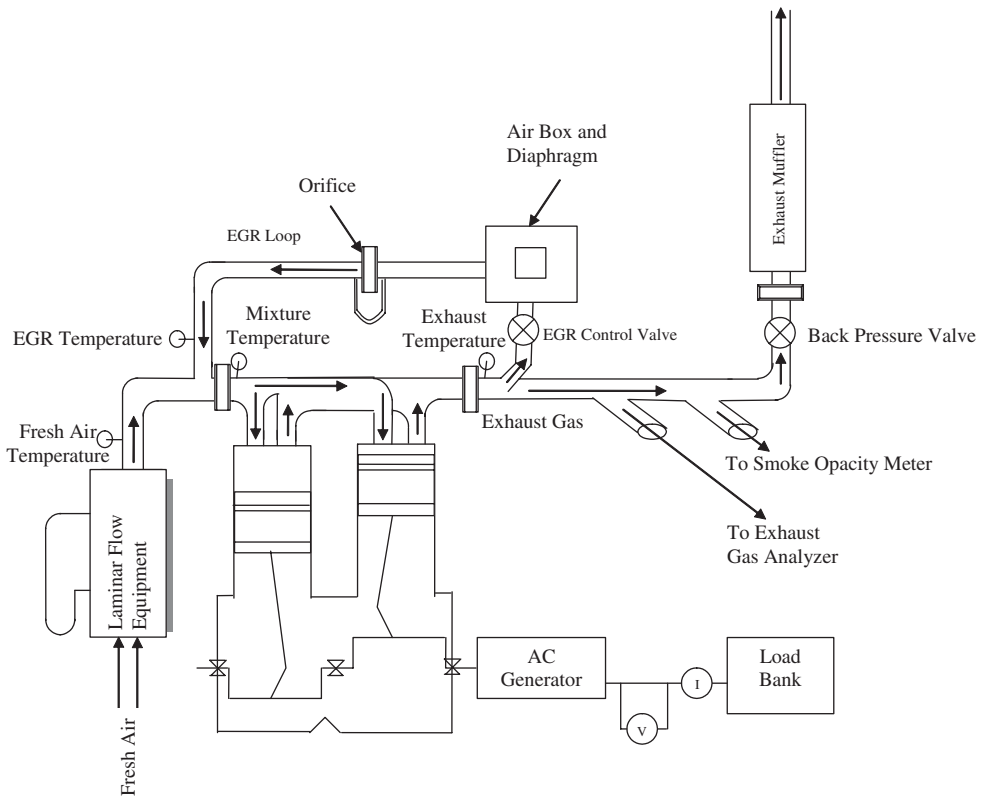 Air Box and
Diaphragm
Exhaust Muffler
Orifice
EGR Loop
EGR Temperature
Mixture
Temperature
Exhaust
Temperature
EGR Control Valve
Back Pressure Valve
Fresh Air
Temperature
Exhaust Gas
To Smoke Opacity Meter
To Exhaust
Gas Analyzer
Laminar Flow
Equipment
AC
Generator
Load
Bank
I
V
Fresh Air